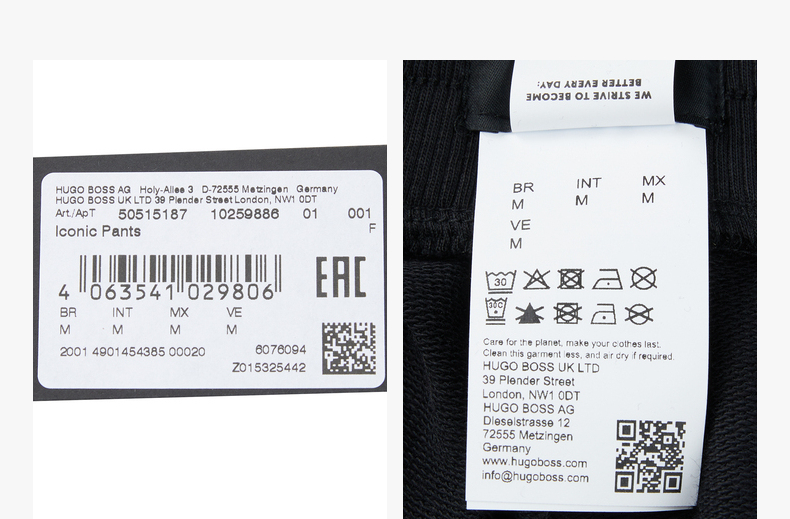 HUGO BOSS AG Holy-Allee 3 D-72555 Metzingen Germany
HUGO BOSS UK LTD 39 Plender Street London, NW1 0DT
Art./ApT 50515187 10259886 01 001
Iconic Pants F
4 063541 029806
EAC
BR INT MX VE
M M M M
2001 4901454385 00020 6076094
Z015325442
WE STRIVE TO BECOME
BETTER EVERY DAY:
BR INT MX
M M M
VE
M
30
30C
Care for the planet, make your clothes last.
Clean this garment less, and air dry if required.
HUGO BOSS UK LTD
39 Plender Street
London, NW1 0DT
HUGO BOSS AG
Dieselstrasse 12
72555 Metzingen
Germany
www.hugoboss.com
info@hugoboss.com